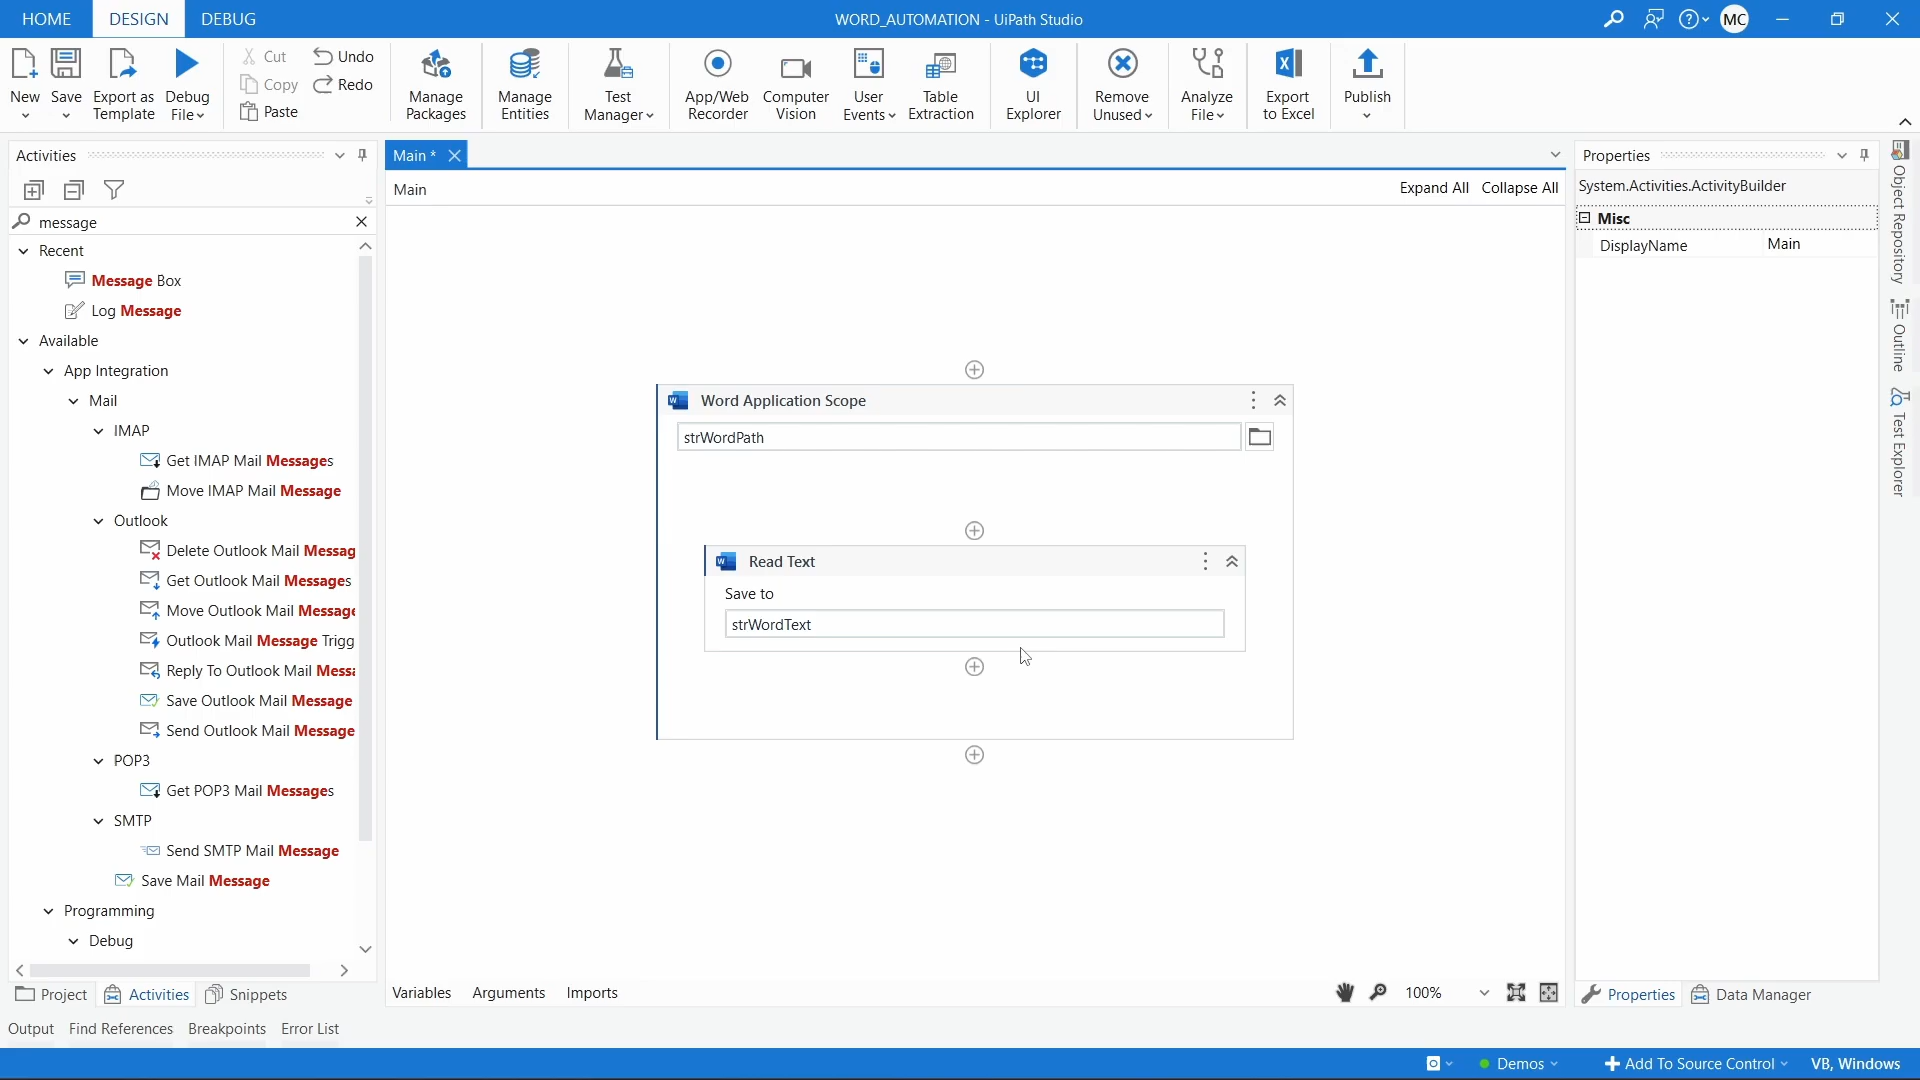 HOME
DESIGN
DEBUG
WORD_AUTOMATION - UiPath Studio
MC
New
Save
Export as
Template
Debug
File
Cut
Copy
Paste
Undo
Redo
Manage
Packages
Manage
Entities
Test
Manager
App/Web
Recorder
Computer
Vision
User
Events
Table
Extraction
UI
Explorer
Remove
Unused
Analyze
File
Export
to Excel
Publish
Activities
message
Recent
Message Box
Log Message
Available
App Integration
Mail
IMAP
Get IMAP Mail Messages
Move IMAP Mail Message
Outlook
Delete Outlook Mail Messag
Get Outlook Mail Messages
Move Outlook Mail Message
Outlook Mail Message Trigg
Reply To Outlook Mail Messa
Save Outlook Mail Message
Send Outlook Mail Message
POP3
Get POP3 Mail Messages
SMTP
Send SMTP Mail Message
Save Mail Message
Programming
Debug
Project
Activities
Snippets
Main *
Main
Expand All
Collapse All
Word Application Scope
strWordPath
Read Text
Save to
strWordText
Variables
Arguments
Imports
100%
Properties
System.Activities.ActivityBuilder
Misc
DisplayName
Main
Properties
Data Manager
Object Repository
Outline
Test Explorer
Output
Find References
Breakpoints
Error List
Demos
Add To Source Control
VB, Windows